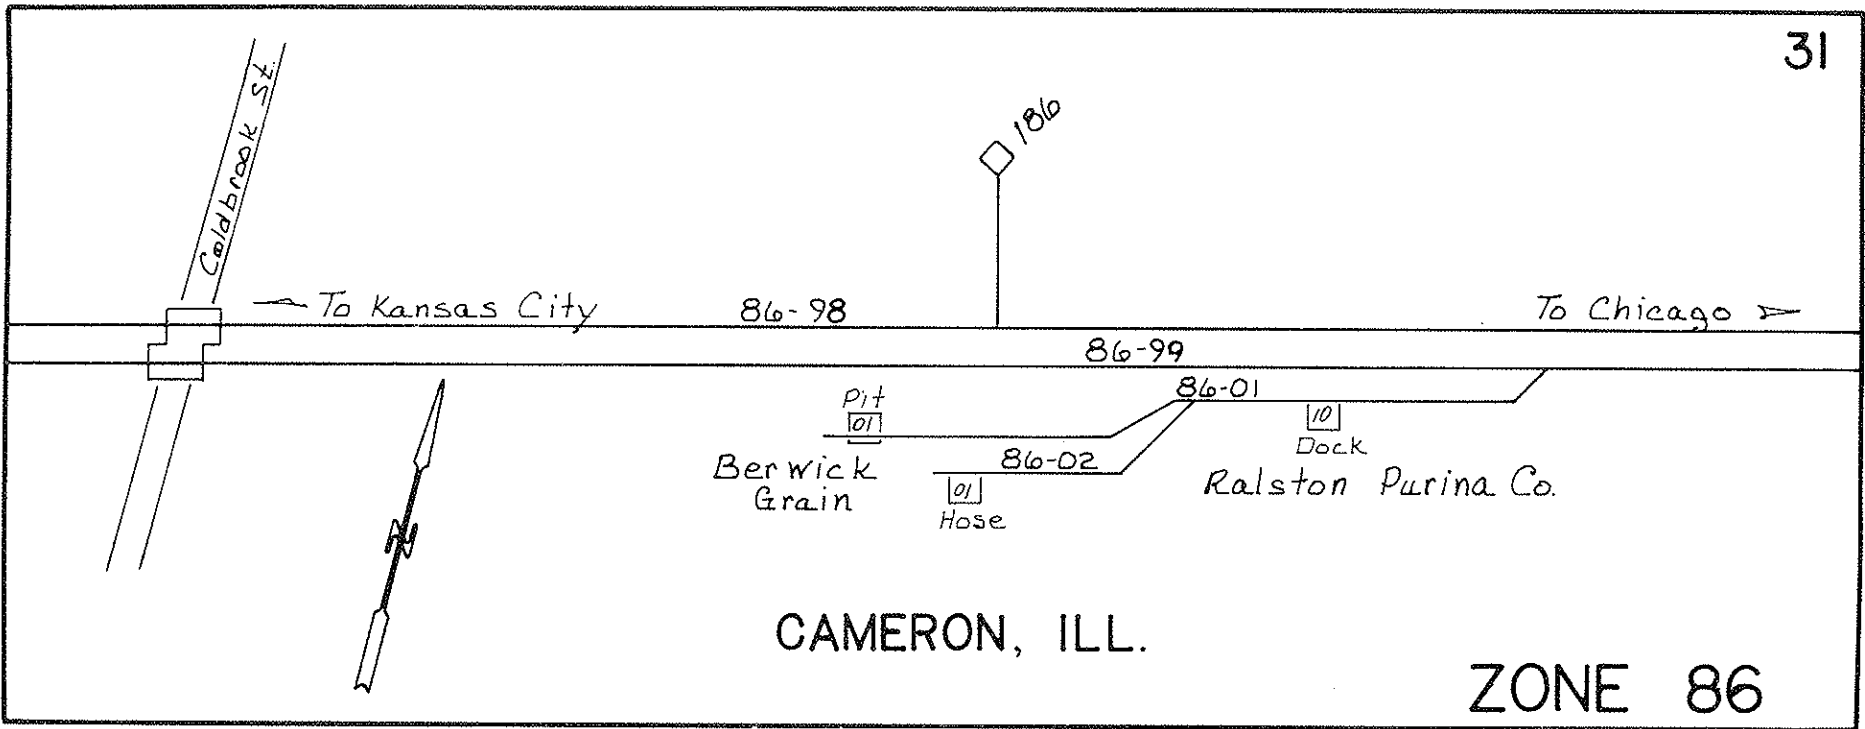 31
Coldbrook St.
186
To Kansas City
86-98
To Chicago
86-99
86-01
Pit
01
10
Dock
Berwick
Grain
86-02
01
Hose
Ralston Purina Co.
N
CAMERON, ILL.
ZONE 86